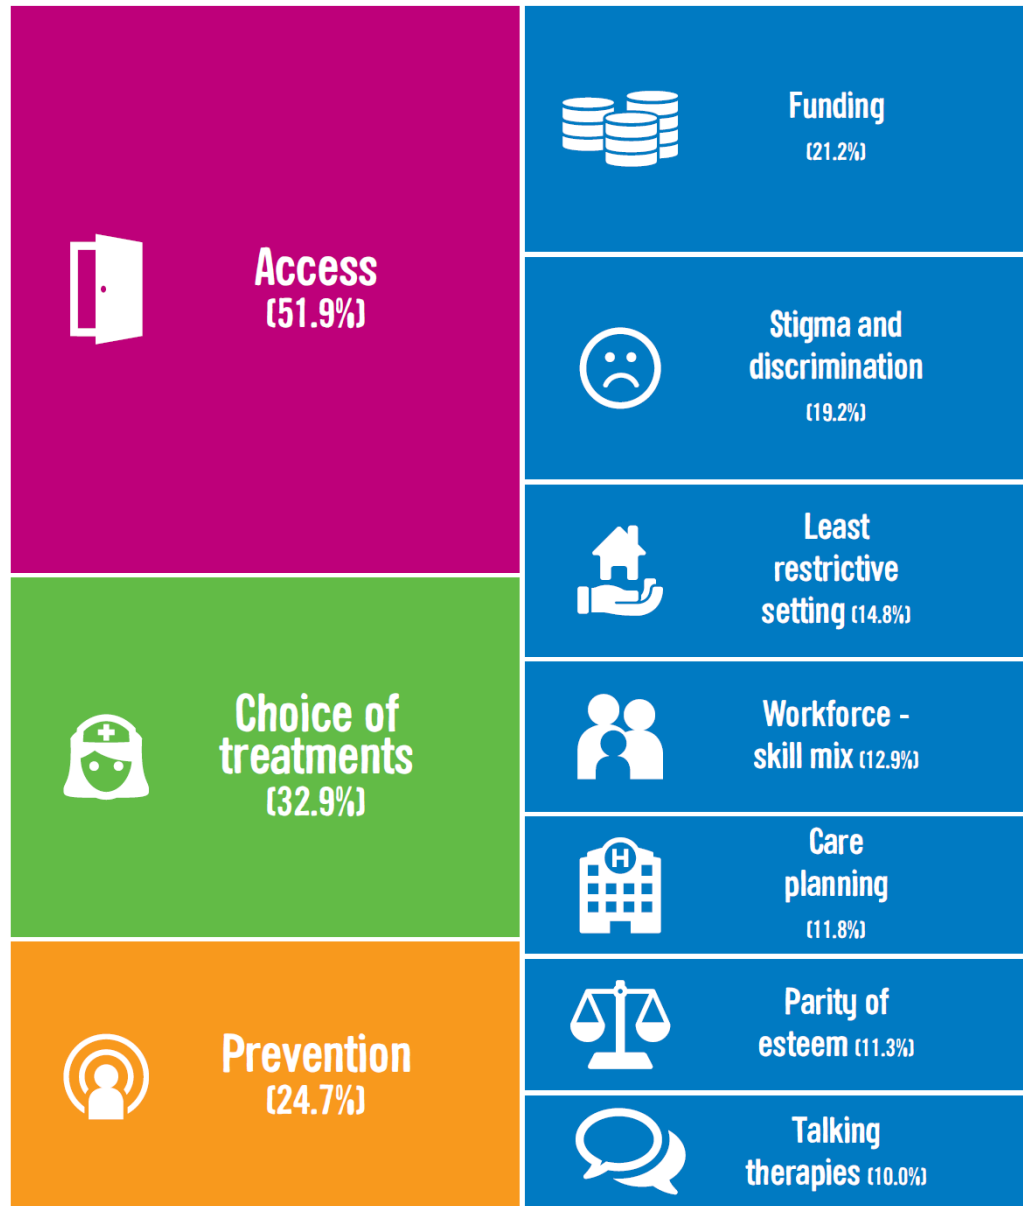 Access
(51.9%)
Choice of
treatments
(32.9%)
Prevention
(24.7%)
Funding
(21.2%)
Stigma and
discrimination
(19.2%)
Least
restrictive
setting (14.8%)
Workforce -
skill mix (12.9%)
H
Care
planning
(11.8%)
Parity of
esteem (11.3%)
Talking
therapies (10.0%)